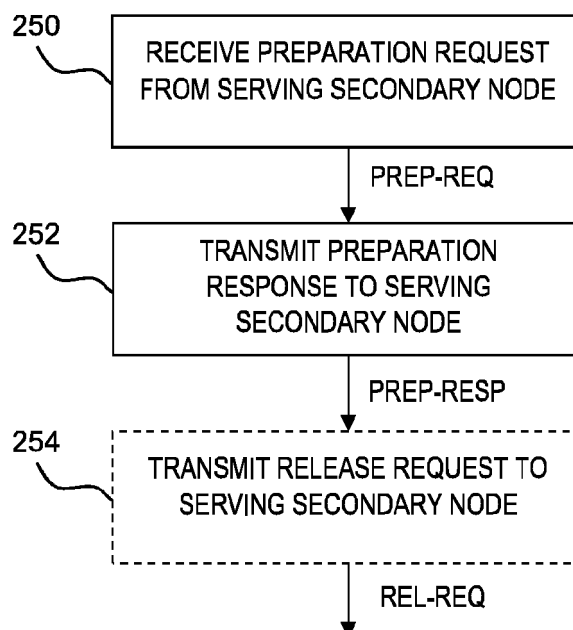 250
RECEIVE PREPARATION REQUEST
FROM SERVING SECONDARY NODE
PREP-REQ
252
TRANSMIT PREPARATION
RESPONSE TO SERVING
SECONDARY NODE
PREP-RESP
254
TRANSMIT RELEASE REQUEST TO
SERVING SECONDARY NODE
REL-REQ